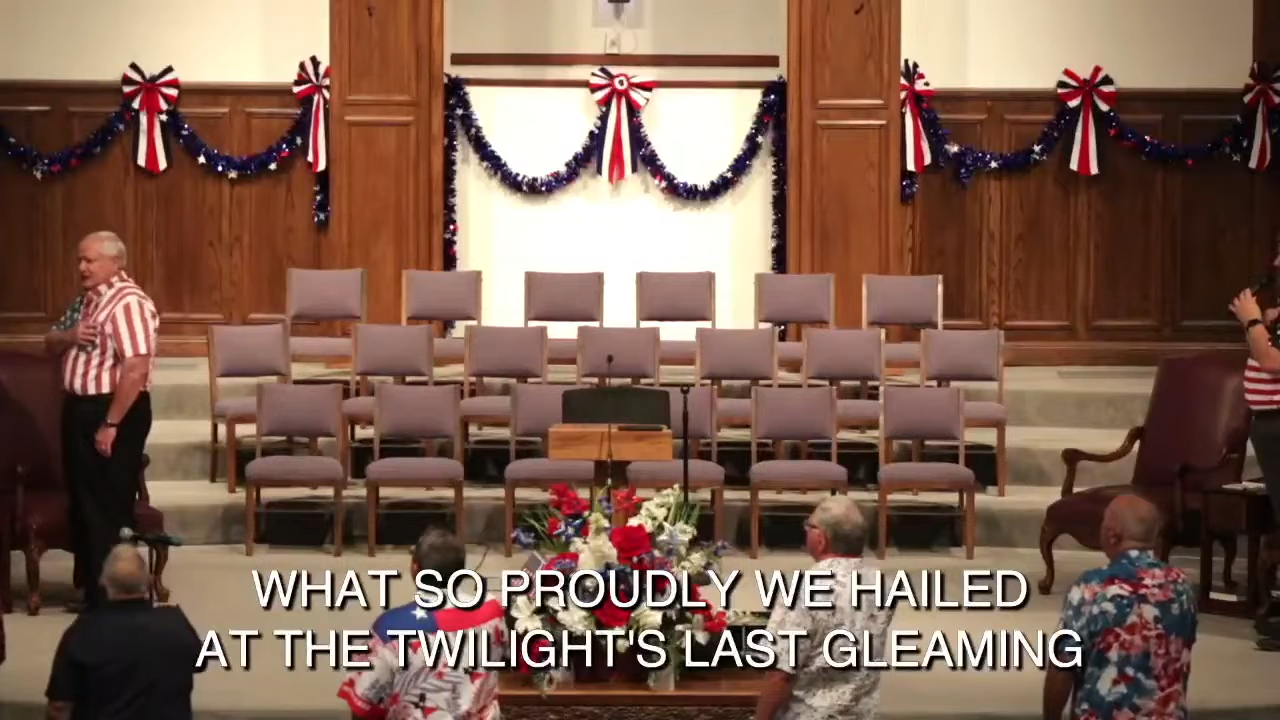 WHAT SO PROUDLY WE HAILED
AT THE TWILIGHT'S LAST GLEAMING